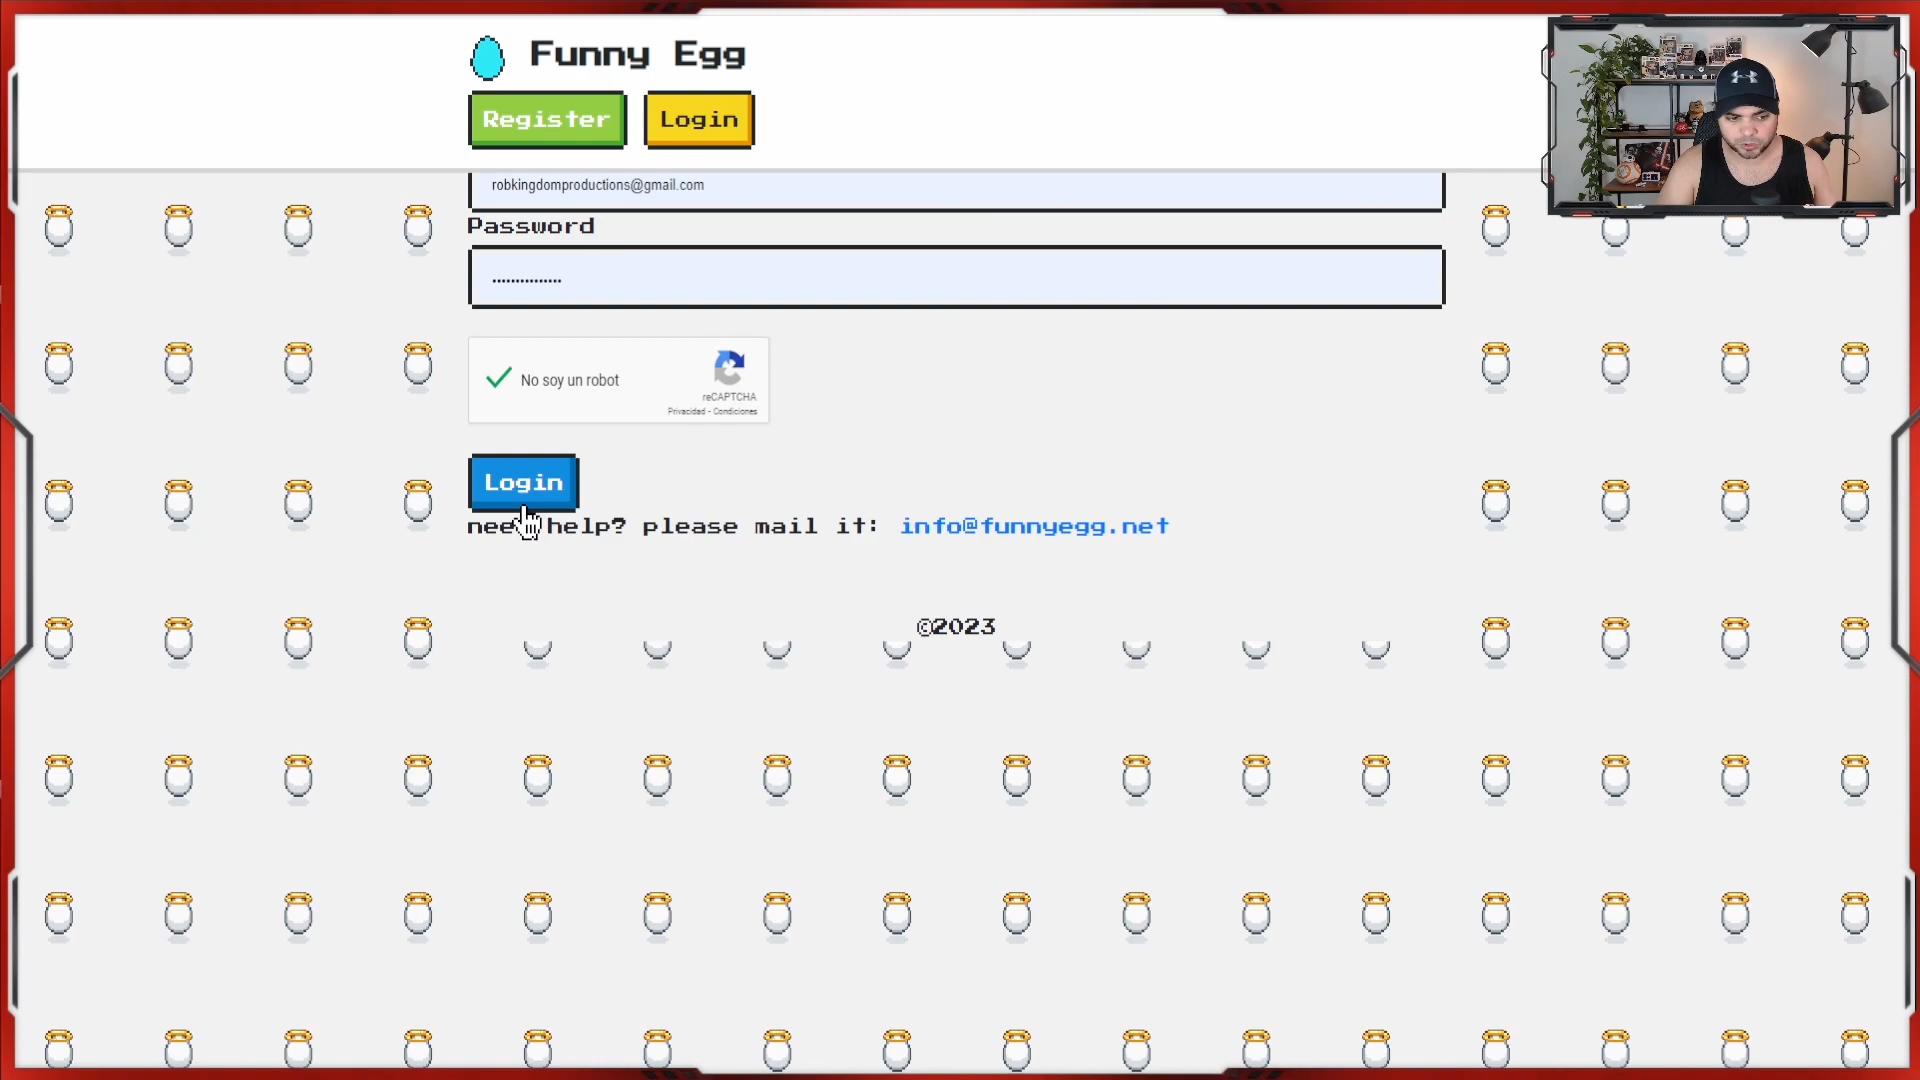 Funny Egg
Register
Login
robkingdomproductions@gmail.com
Password
No soy un robot
reCAPTCHA
Privacidad - Condiciones
Login
need help? please mail it: info@funnyegg.net
©2023